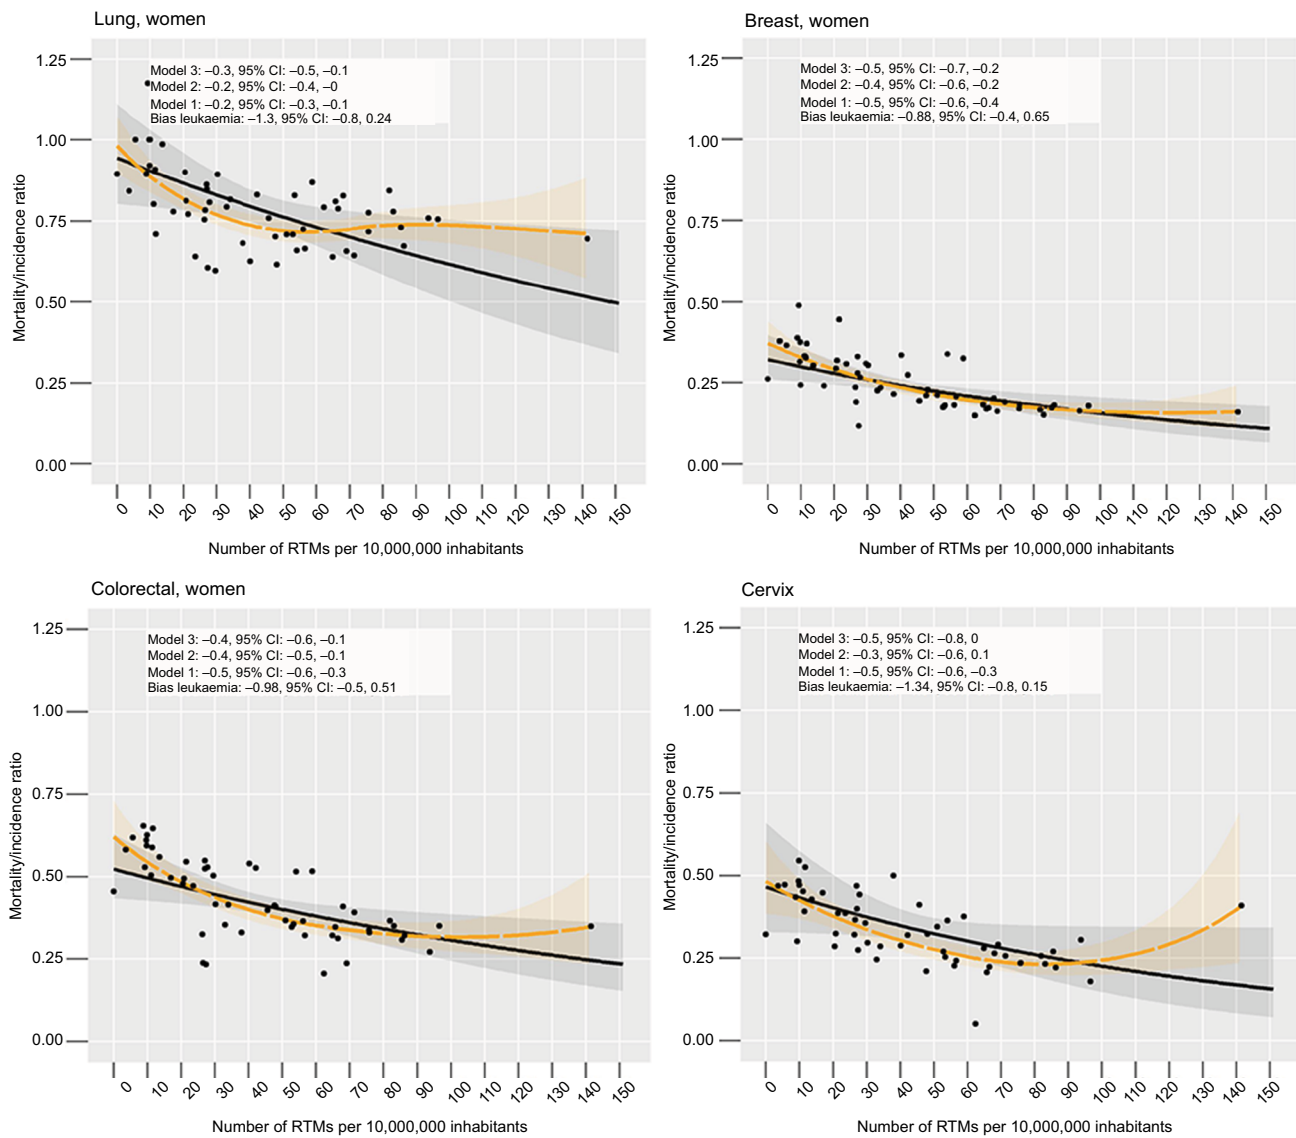 Lung, women
Model 3: –0.3, 95% CI: –0.5, –0.1
Model 2: –0.2, 95% CI: –0.4, –0
Model 1: –0.2, 95% CI: –0.3, –0.1
Bias leukaemia: –1.3, 95% CI: –0.8, 0.24
Mortality/incidence ratio
1.25
1.00
0.75
0.50
0.25
0.00
0 10 20 30 40 50 60 70 80 90 100 110 120 130 140 150
Number of RTMs per 10,000,000 inhabitants
Breast, women
Model 3: –0.5, 95% CI: –0.7, –0.2
Model 2: –0.4, 95% CI: –0.6, –0.2
Model 1: –0.5, 95% CI: –0.6, –0.4
Bias leukaemia: –0.88, 95% CI: –0.4, 0.65
Mortality/incidence ratio
1.25
1.00
0.75
0.50
0.25
0.00
0 10 20 30 40 50 60 70 80 90 100 110 120 130 140 150
Number of RTMs per 10,000,000 inhabitants
Colorectal, women
Model 3: –0.4, 95% CI: –0.6, –0.1
Model 2: –0.4, 95% CI: –0.5, –0.1
Model 1: –0.5, 95% CI: –0.6, –0.3
Bias leukaemia: –0.98, 95% CI: –0.5, 0.51
Mortality/incidence ratio
1.25
1.00
0.75
0.50
0.25
0.00
0 10 20 30 40 50 60 70 80 90 100 110 120 130 140 150
Number of RTMs per 10,000,000 inhabitants
Cervix
Model 3: –0.5, 95% CI: –0.8, 0
Model 2: –0.3, 95% CI: –0.6, 0.1
Model 1: –0.5, 95% CI: –0.6, –0.3
Bias leukaemia: –1.34, 95% CI: –0.8, 0.15
Mortality/incidence ratio
1.25
1.00
0.75
0.50
0.25
0.00
0 10 20 30 40 50 60 70 80 90 100 110 120 130 140 150
Number of RTMs per 10,000,000 inhabitants